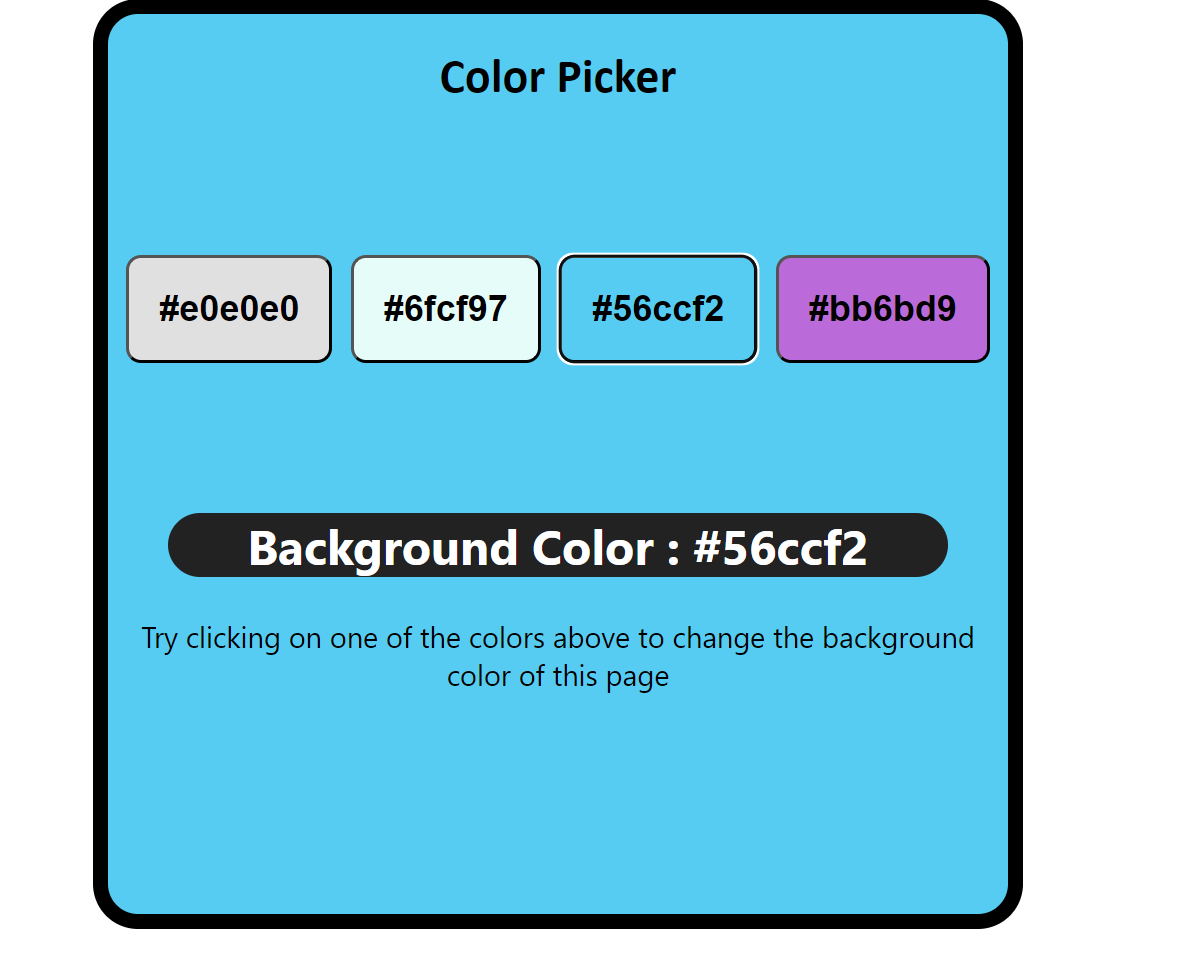 Color Picker
#e0e0e0 #6fcf97 #56ccf2 #bb6bd9
Background Color : #56ccf2
Try clicking on one of the colors above to change the background
color of this page